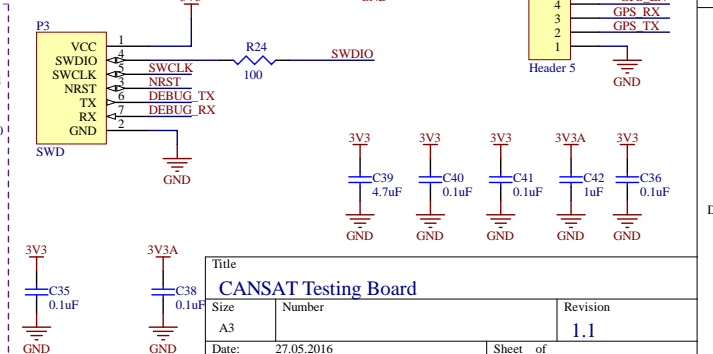 P3
VCC 1
SWDIO 4
SWCLK 5 SWCLK
NRST 3 NRST
TX 6 DEBUG_TX
RX 7 DEBUG_RX
GND 2
SWD
GND
R24
100
SWDIO
4
3 GPS_RX
2 GPS_TX
1
Header 5
GND
3V3 3V3 3V3 3V3A 3V3
C39 C40 C41 C42 C36
4.7uF 0.1uF 0.1uF 1uF 0.1uF
GND GND GND GND GND
3V3 3V3A
C35 C38
0.1uF 0.1uF
GND GND
Title
CANSAT Testing Board
Size Number Revision
A3 1.1
Date: 27.05.2016 Sheet of